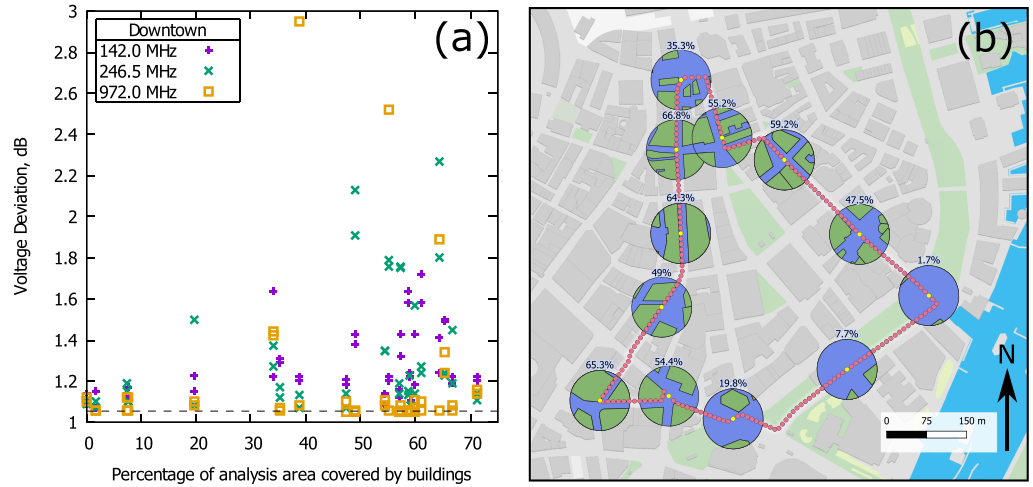 (a)
Downtown
142.0 MHz
246.5 MHz
972.0 MHz
3
2.8
2.6
2.4
2.2
2
1.8
1.6
1.4
1.2
1
Voltage Deviation, dB
0 10 20 30 40 50 60 70
Percentage of analysis area covered by buildings
(b)
35.3%
55.2%
66.8%
59.2%
64.3%
47.5%
49%
1.7%
7.7%
65.3%
54.4%
19.8%
N
0 75 150 m